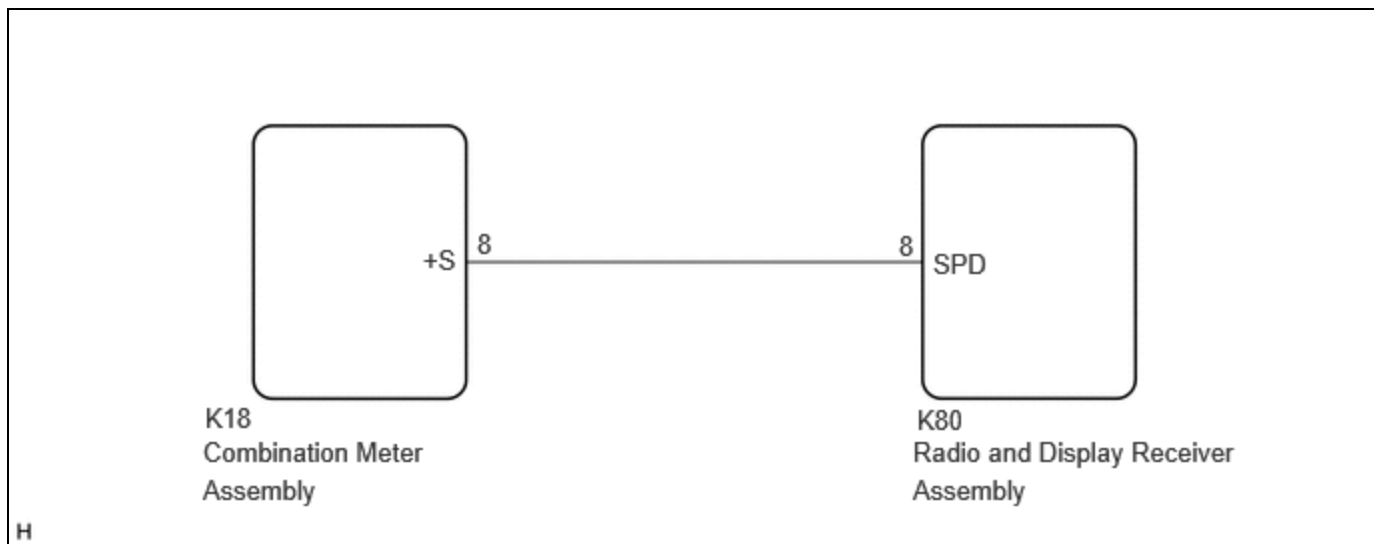 +S
8
8
SPD
K18
Combination Meter
Assembly
K80
Radio and Display Receiver
Assembly
H